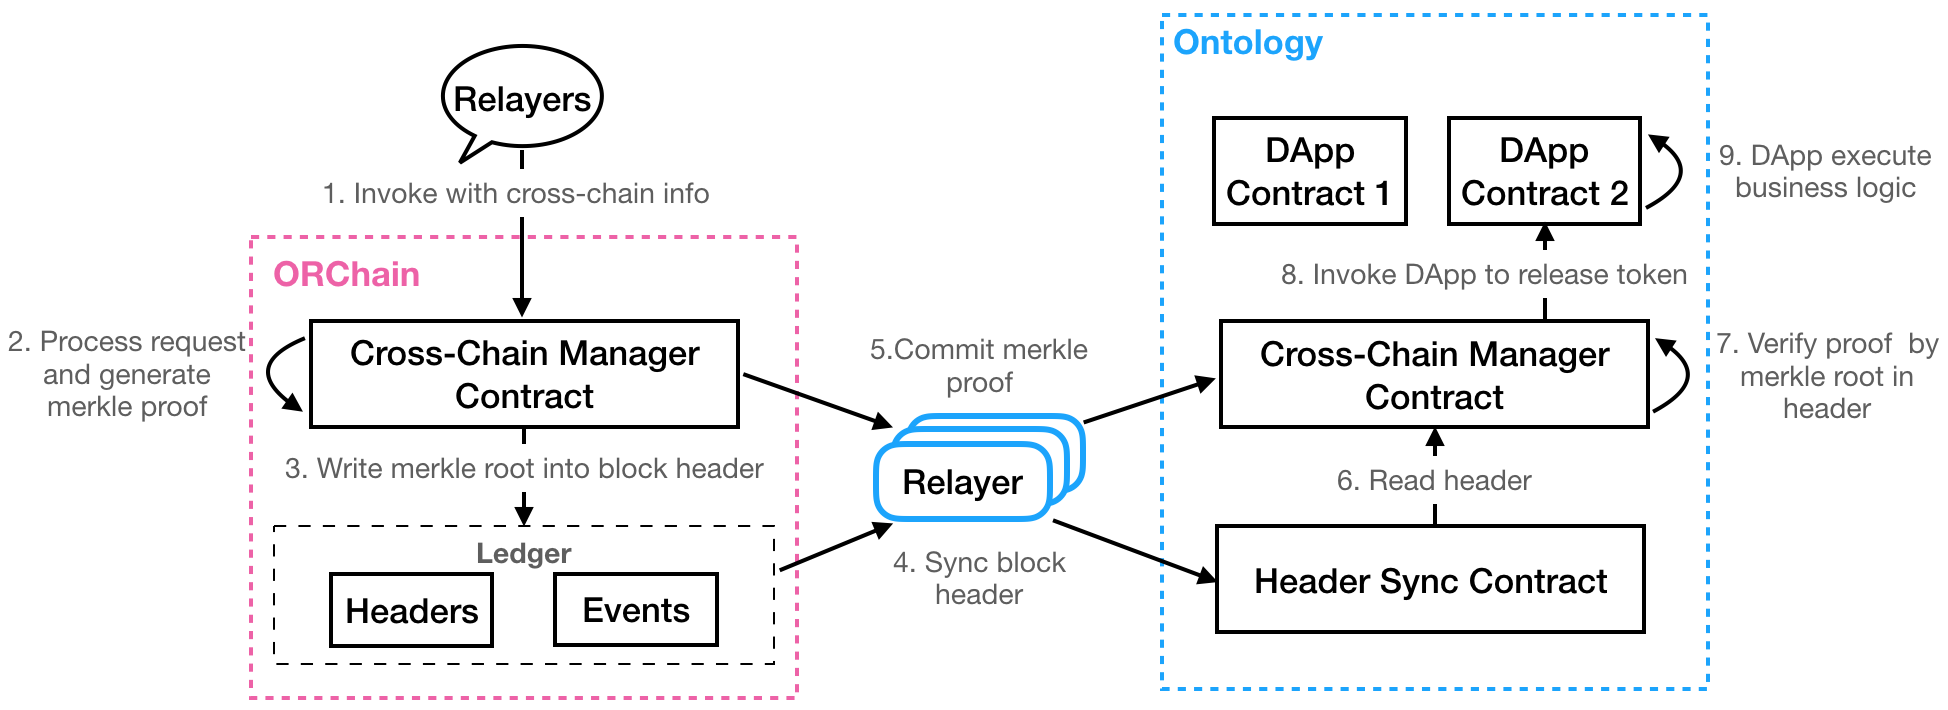 Relayers
1. Invoke with cross-chain info
ORChain
2. Process request
and generate
merkle proof
Cross-Chain Manager
Contract
3. Write merkle root into block header
Ledger
Headers
Events
5.Commit merkle
proof
Relayer
4. Sync block
header
Ontology
DApp
Contract 1
DApp
Contract 2
9. DApp execute
business logic
8. Invoke DApp to release token
Cross-Chain Manager
Contract
7. Verify proof by
merkle root in
header
6. Read header
Header Sync Contract